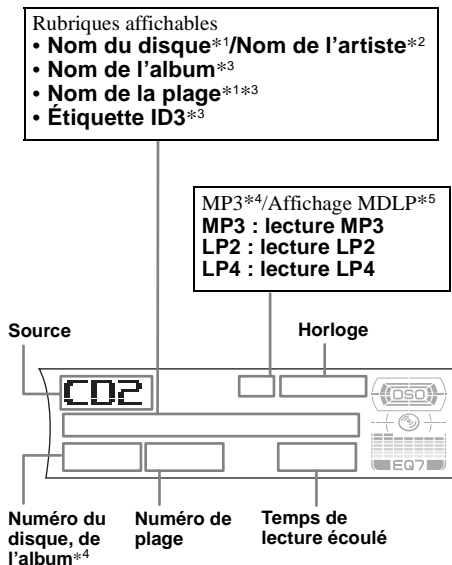 Rubriques affichables
• Nom du disque*1/Nom de l'artiste*2
• Nom de l'album*3
• Nom de la plage*1*3
• Étiquette ID3*3
MP3*4/Affichage MDLP*5
MP3 : lecture MP3
LP2 : lecture LP2
LP4 : lecture LP4
Source
Horloge
CD2
DSO
EQ7
Numéro du
disque, de
l'album*4
Numéro de
plage
Temps de
lecture écoulé